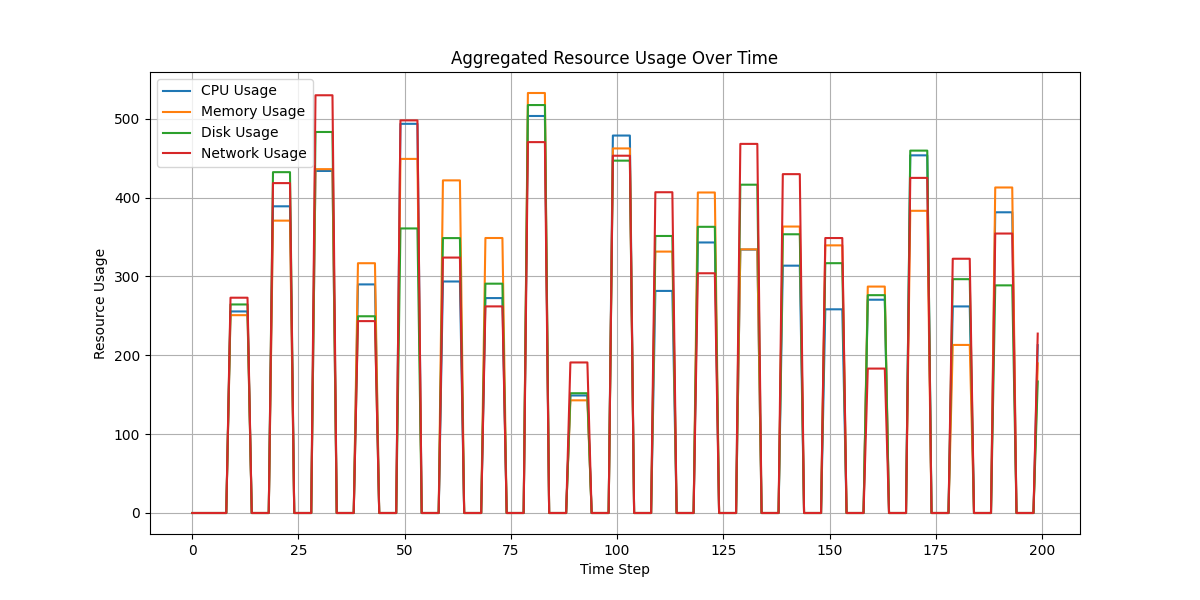 Aggregated Resource Usage Over Time
CPU Usage
Memory Usage
Disk Usage
Network Usage
Resource Usage
500
400
300
200
100
0
0 25 50 75 100 125 150 175 200
Time Step